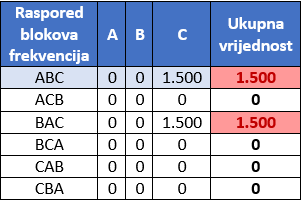 Raspored blokova frekvencija A B C Ukupna vrijednost
ABC 0 0 1.500 1.500
ACB 0 0 0 0
BAC 0 0 1.500 1.500
BCA 0 0 0 0
CAB 0 0 0 0
CBA 0 0 0 0